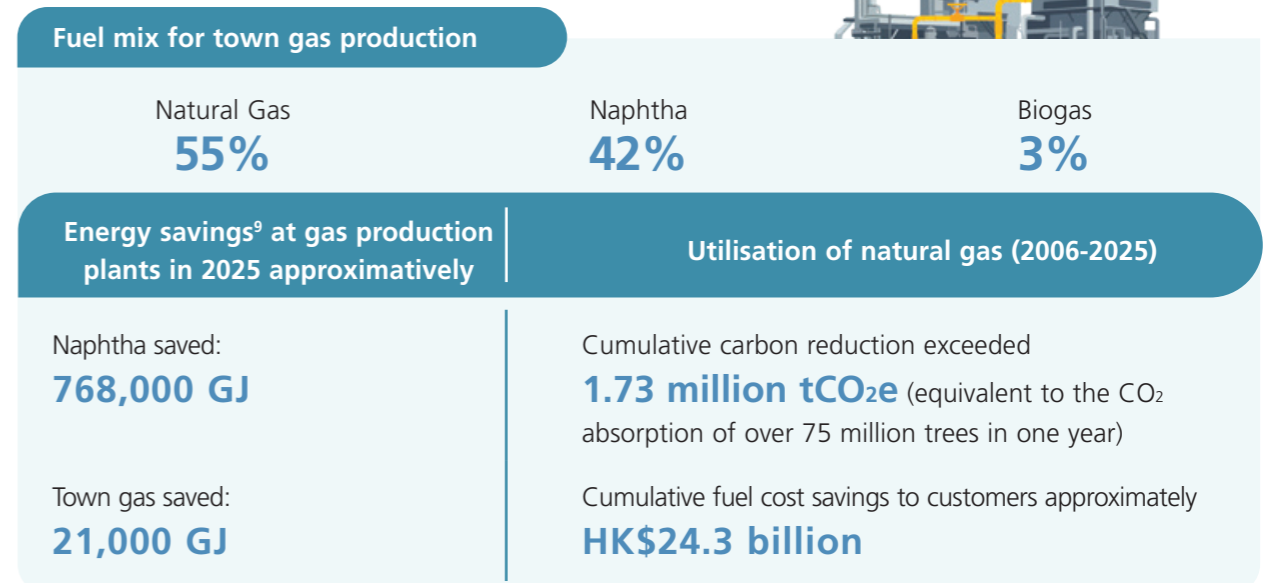 Fuel mix for town gas production
Natural Gas
55%
Naphtha
42%
Biogas
3%
Energy savings⁹ at gas production
plants in 2025 approximatively
Utilisation of natural gas (2006-2025)
Naphtha saved:
768,000 GJ
Town gas saved:
21,000 GJ
Cumulative carbon reduction exceeded
1.73 million tCO₂e (equivalent to the CO₂
absorption of over 75 million trees in one year)
Cumulative fuel cost savings to customers approximately
HK$24.3 billion